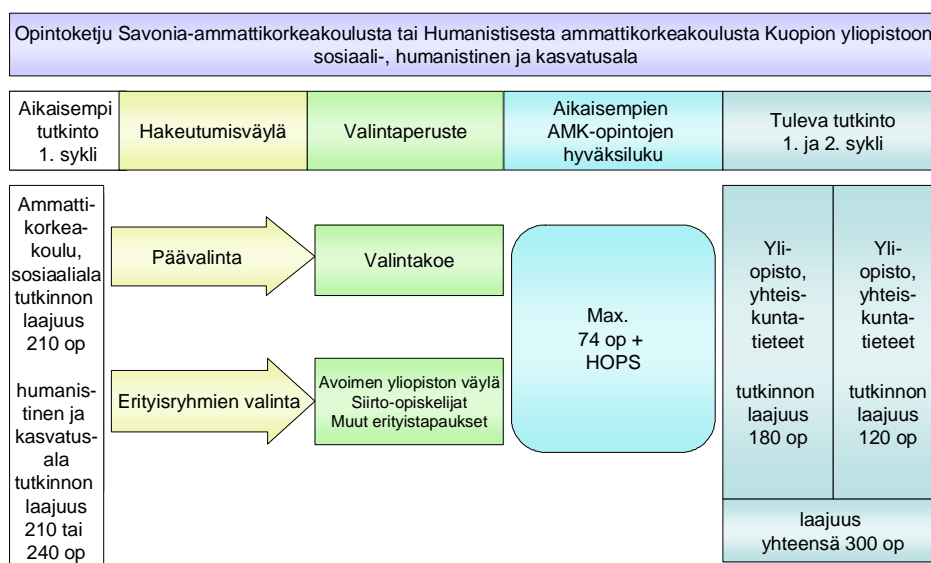 Opintoketju Savonia-ammattikorkeakoulusta tai Humanistisesta ammattikorkeakoulusta Kuopion yliopistoon
sosiaali-, humanistinen ja kasvatusala
Aikaisempi
tutkinto
1. sykli
Hakeutumisväylä
Valintaperuste
Aikaisempien
AMK-opintojen
hyväksiluku
Tuleva tutkinto
1. ja 2. sykli
Ammatti-
korkea-
koulu,
sosiaaliala
tutkinnon
laajuus
210 op
humanis-
tinen ja
kasvatus-
ala
tutkinnon
laajuus
210 tai
240 op
Päävalinta
Valintakoe
Erityisryhmien valinta
Avoimen yliopiston väylä
Siirto-opiskelijat
Muut erityistapaukset
Max.
74 op +
HOPS
Yli-
opisto,
yhteis-
kunta-
tieteet
tutkinnon
laajuus
180 op
Yli-
opisto,
yhteis-
kunta-
tieteet
tutkinnon
laajuus
120 op
laajuus
yhteensä 300 op